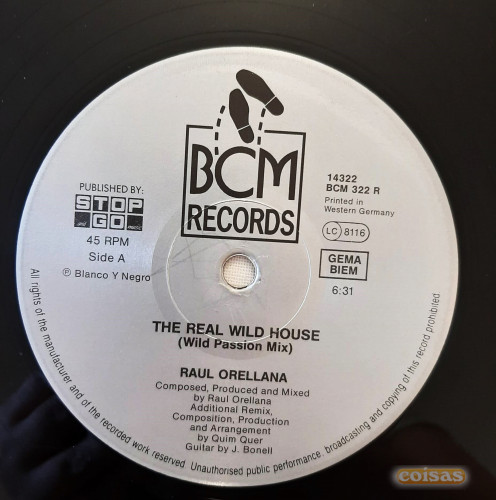 BCM
RECORDS
PUBLISHED BY:
STOP
GO
45 RPM
Side A
℗ Blanco Y Negro
14322
BCM 322 R
Printed in
Western Germany
LC 8116
GEMA
BIEM
6:31
THE REAL WILD HOUSE
(Wild Passion Mix)
RAUL ORELLANA
Composed, Produced and Mixed
by Raul Orellana
Additional Remix,
Composition, Production
and Arrangement
by Quim Quer
Guitar by J. Bonell
All rights of the manufacturer and of the recorded work reserved. Unauthorised public performance, broadcasting and copying of this record prohibited.
coisas